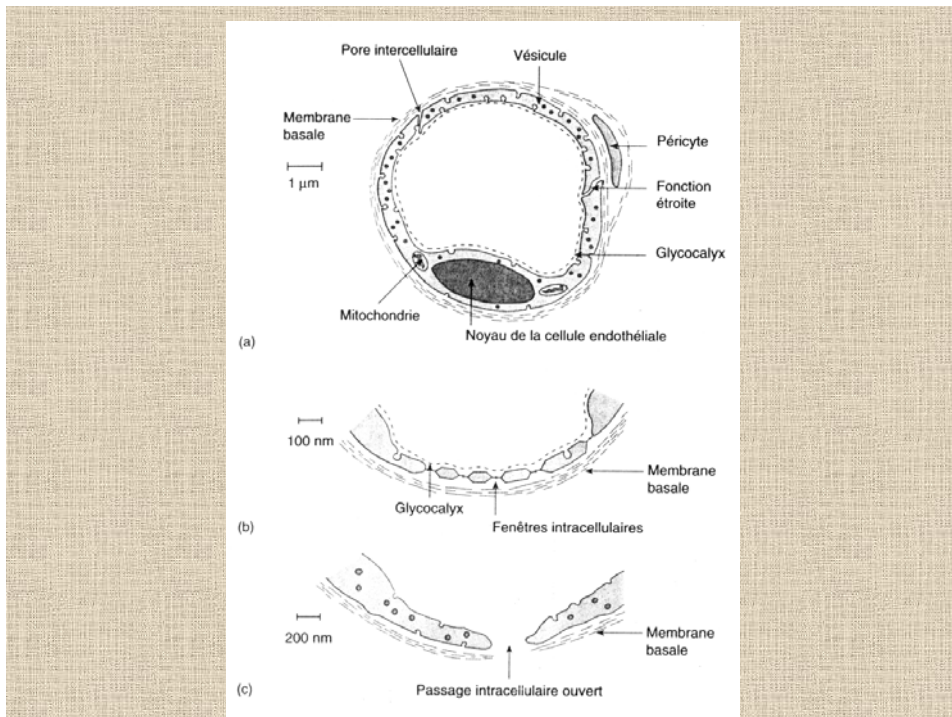 Pore intercellulaire
Vésicule
Membrane
basale
Péricyte
1 μm
Fonction
étroite
Glycocalyx
Mitochondrie
Noyau de la cellule endothéliale
(a)
100 nm
Membrane
basale
Glycocalyx
Fenêtres intracellulaires
(b)
200 nm
Membrane
basale
Passage intracellulaire ouvert
(c)